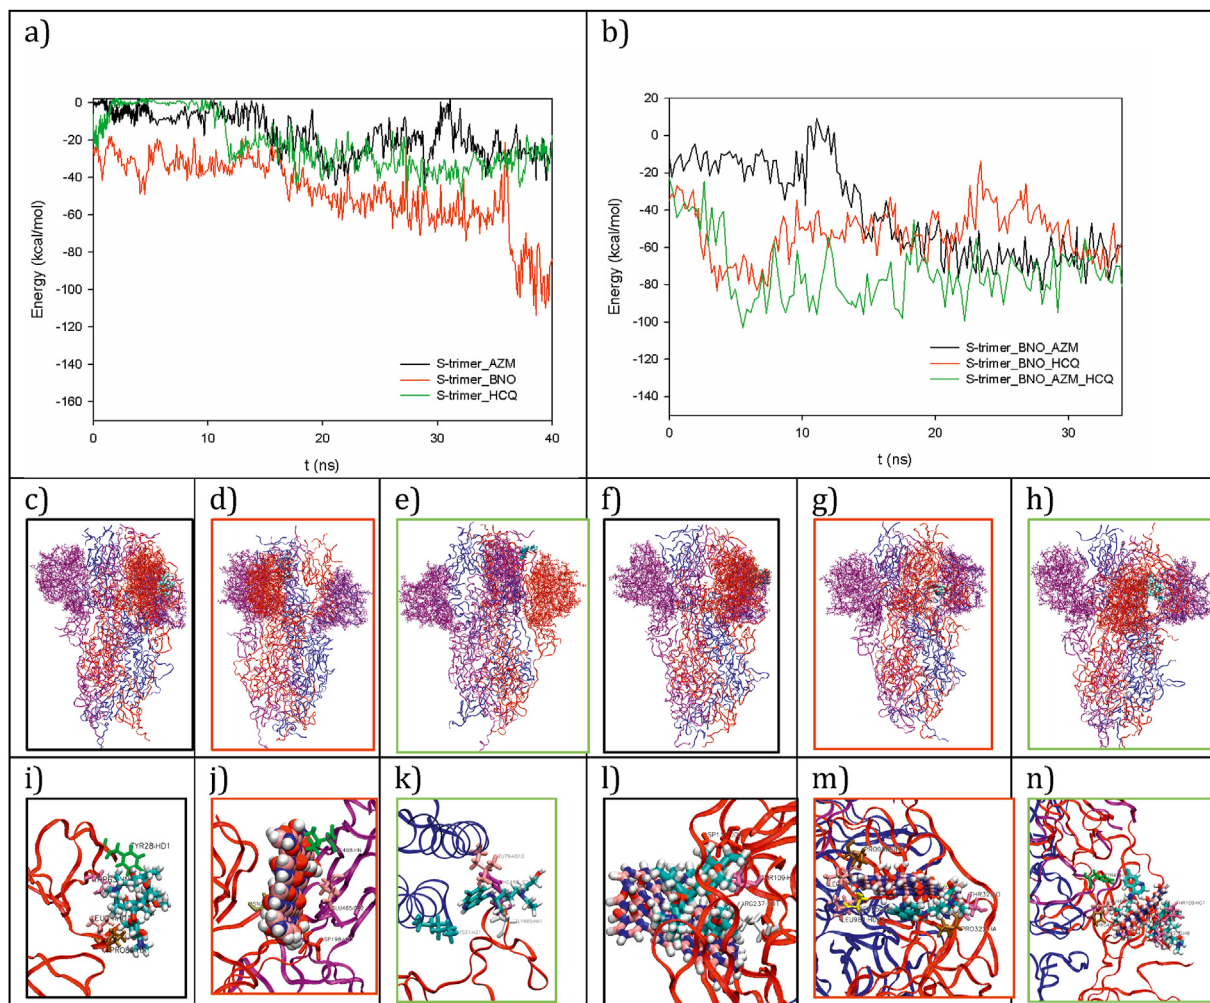 a)
b)
0
-20
-40
-60
-80
-100
-120
-140
-160
Energy (kcal/mol)
S-trimer_AZM
S-trimer_BNO
S-trimer_HCQ
0
10
20
30
40
t (ns)
20
0
-20
-40
-60
-80
-100
-120
-140
Energy (kcal/mol)
S-trimer_BNO_AZM
S-trimer_BNO_HCQ
S-trimer_BNO_AZM_HCQ
0
10
20
30
t (ns)
c)
d)
e)
f)
g)
h)
i)
j)
k)
l)
m)
n)
TYR28:HD1